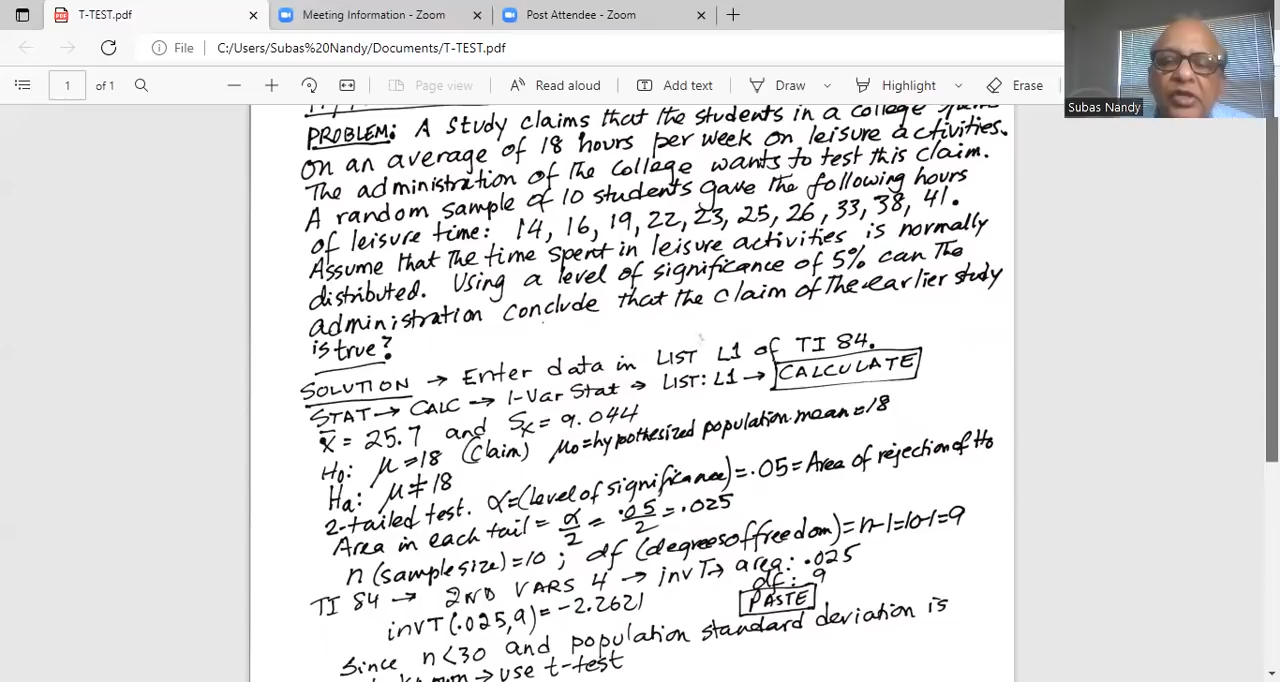 T-TEST.pdf
Meeting Information - Zoom
Post Attendee - Zoom
File
C:/Users/Subas%20Nandy/Documents/T-TEST.pdf
1 of 1
Page view
Read aloud
Add text
Draw
Highlight
Erase
Subas Nandy
PROBLEM: A study claims that the students in a college
on an average of 18 hours per week on leisure activities.
The administration of the college wants to test this claim.
A random sample of 10 students gave the following hours
of leisure time: 14, 16, 19, 22, 23, 25, 26, 33, 38, 41.
Assume that the time spent in leisure activities is normally
distributed. Using a level of significance of 5% can the
administration conclude that the claim of the earlier study
is true?
SOLUTION → Enter data in LIST L1 of TI 84.
STAT → CALC → 1-Var Stat → LIST: L1 → CALCULATE
x̄ = 25.7 and Sx = 9.044
H0: μ = 18 (Claim) μ0 = hypothesized population mean = 18
Ha: μ ≠ 18
2-tailed test. α = (level of significance) = .05 = Area of rejection of H0
Area in each tail = α/2 = .05/2 = .025
n (sample size) = 10 ; df (degrees of freedom) = n-1 = 10-1 = 9
TI 84 → 2ND VARS 4 → invT → area: .025
df: 9
invT (.025, 9) = -2.2621 PASTE
Since n < 30 and population standard deviation is
→ use t-test